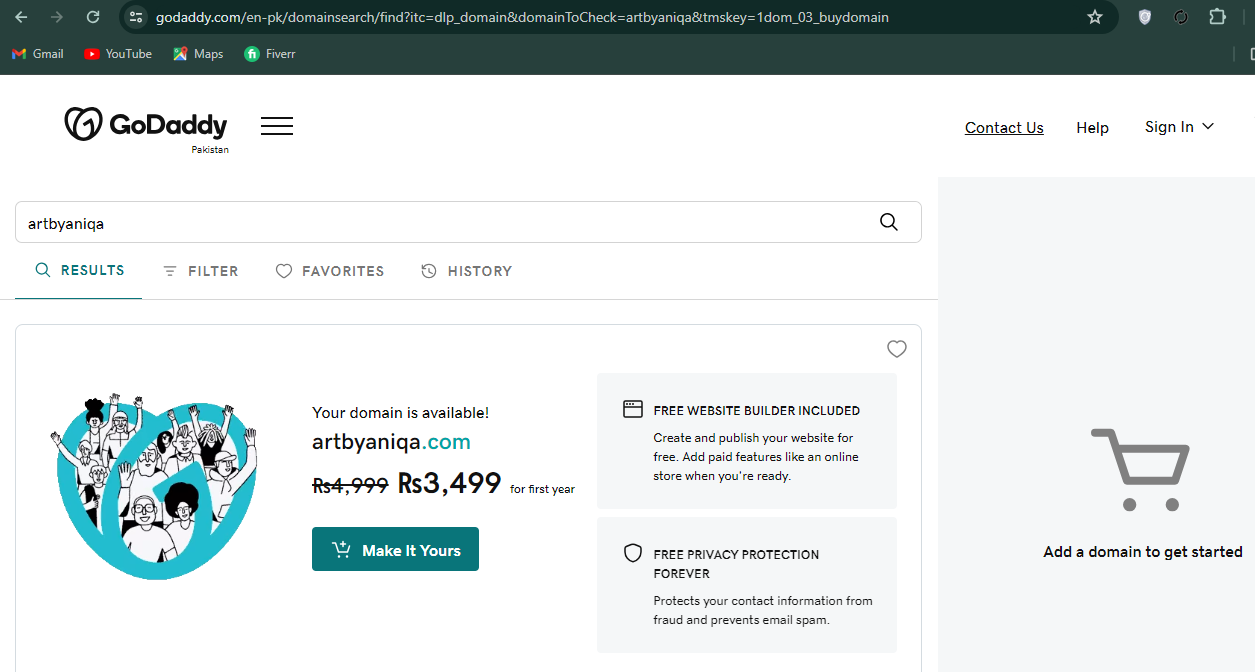 godaddy.com/en-pk/domainsearch/find?itc=dlp_domain&domainToCheck=artbyaniqa&tmskey=1dom_03_buydomain
Gmail YouTube Maps Fiverr
GoDaddy
Pakistan
Contact Us Help Sign In
artbyaniqa
RESULTS FILTER FAVORITES HISTORY
Your domain is available!
artbyaniqa.com
₨4,999 ₨3,499 for first year
Make It Yours
FREE WEBSITE BUILDER INCLUDED
Create and publish your website for
free. Add paid features like an online
store when you're ready.
FREE PRIVACY PROTECTION
FOREVER
Protects your contact information from
fraud and prevents email spam.
Add a domain to get started